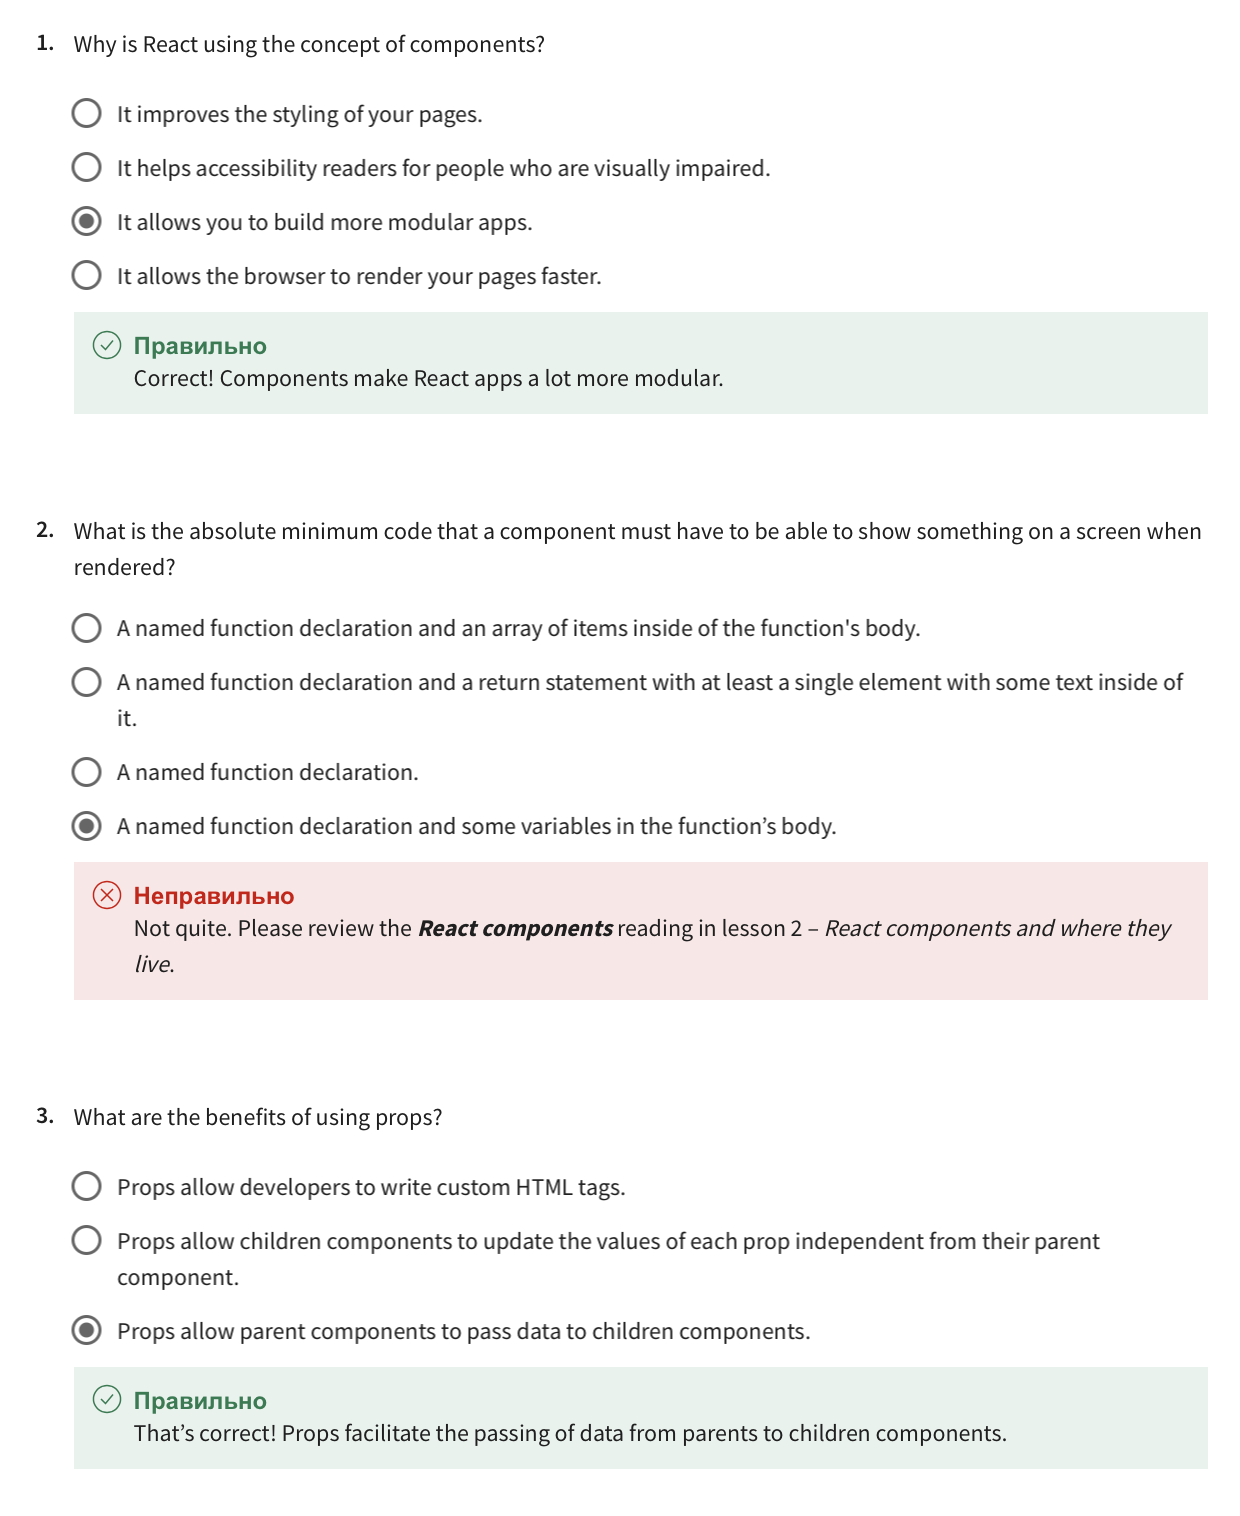 1. Why is React using the concept of components?
It improves the styling of your pages.
It helps accessibility readers for people who are visually impaired.
It allows you to build more modular apps.
It allows the browser to render your pages faster.
Правильно
Correct! Components make React apps a lot more modular.
2. What is the absolute minimum code that a component must have to be able to show something on a screen when
rendered?
A named function declaration and an array of items inside of the function's body.
A named function declaration and a return statement with at least a single element with some text inside of
it.
A named function declaration.
A named function declaration and some variables in the function’s body.
Неправильно
Not quite. Please review the React components reading in lesson 2 – React components and where they
live.
3. What are the benefits of using props?
Props allow developers to write custom HTML tags.
Props allow children components to update the values of each prop independent from their parent
component.
Props allow parent components to pass data to children components.
Правильно
That’s correct! Props facilitate the passing of data from parents to children components.